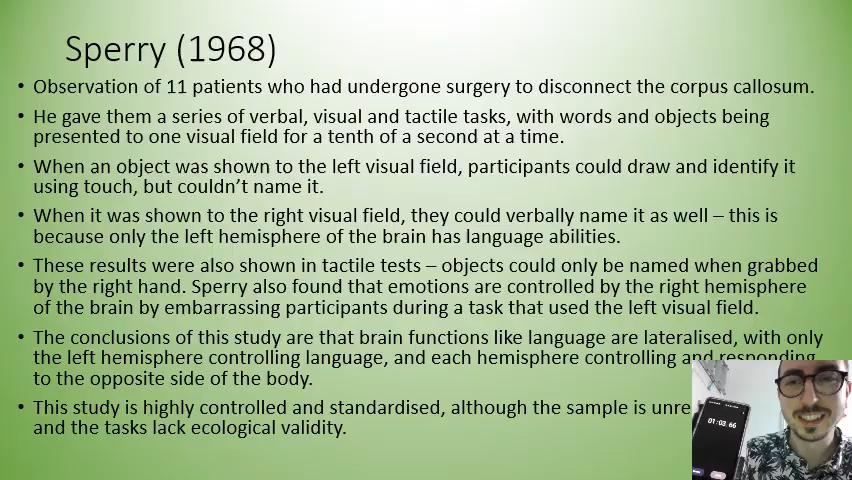 Sperry (1968)
• Observation of 11 patients who had undergone surgery to disconnect the corpus callosum.
• He gave them a series of verbal, visual and tactile tasks, with words and objects being
presented to one visual field for a tenth of a second at a time.
• When an object was shown to the left visual field, participants could draw and identify it
using touch, but couldn’t name it.
• When it was shown to the right visual field, they could verbally name it as well – this is
because only the left hemisphere of the brain has language abilities.
• These results were also shown in tactile tests – objects could only be named when grabbed
by the right hand. Sperry also found that emotions are controlled by the right hemisphere
of the brain by embarrassing participants during a task that used the left visual field.
• The conclusions of this study are that brain functions like language are lateralised, with only
the left hemisphere controlling language, and each hemisphere controlling and responding
to the opposite side of the body.
• This study is highly controlled and standardised, although the sample is
and the tasks lack ecological validity.
01:03.66